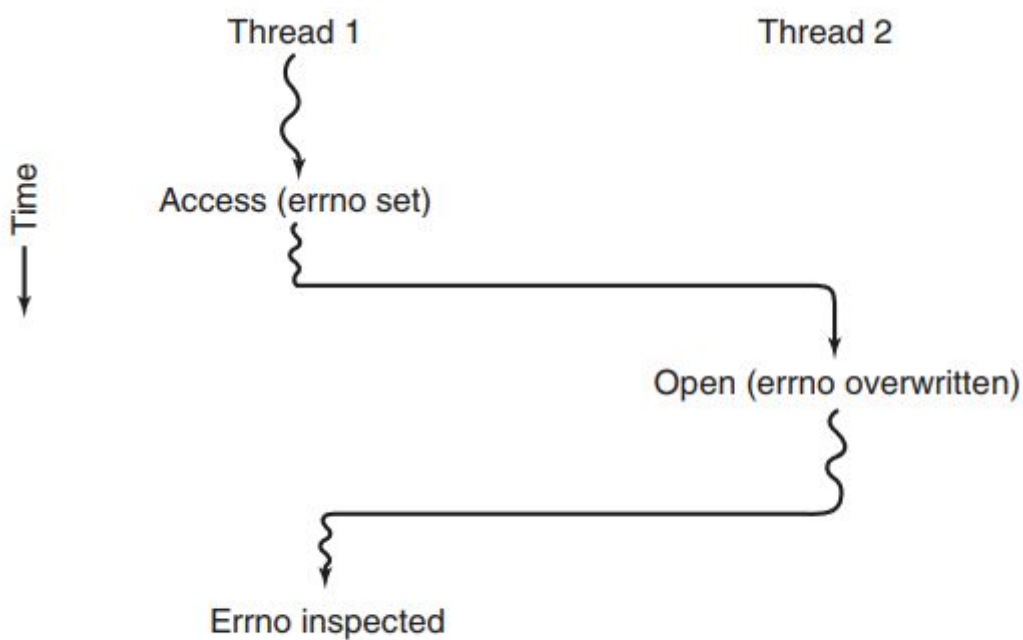 Thread 1
Thread 2
Time
Access (errno set)
Open (errno overwritten)
Errno inspected